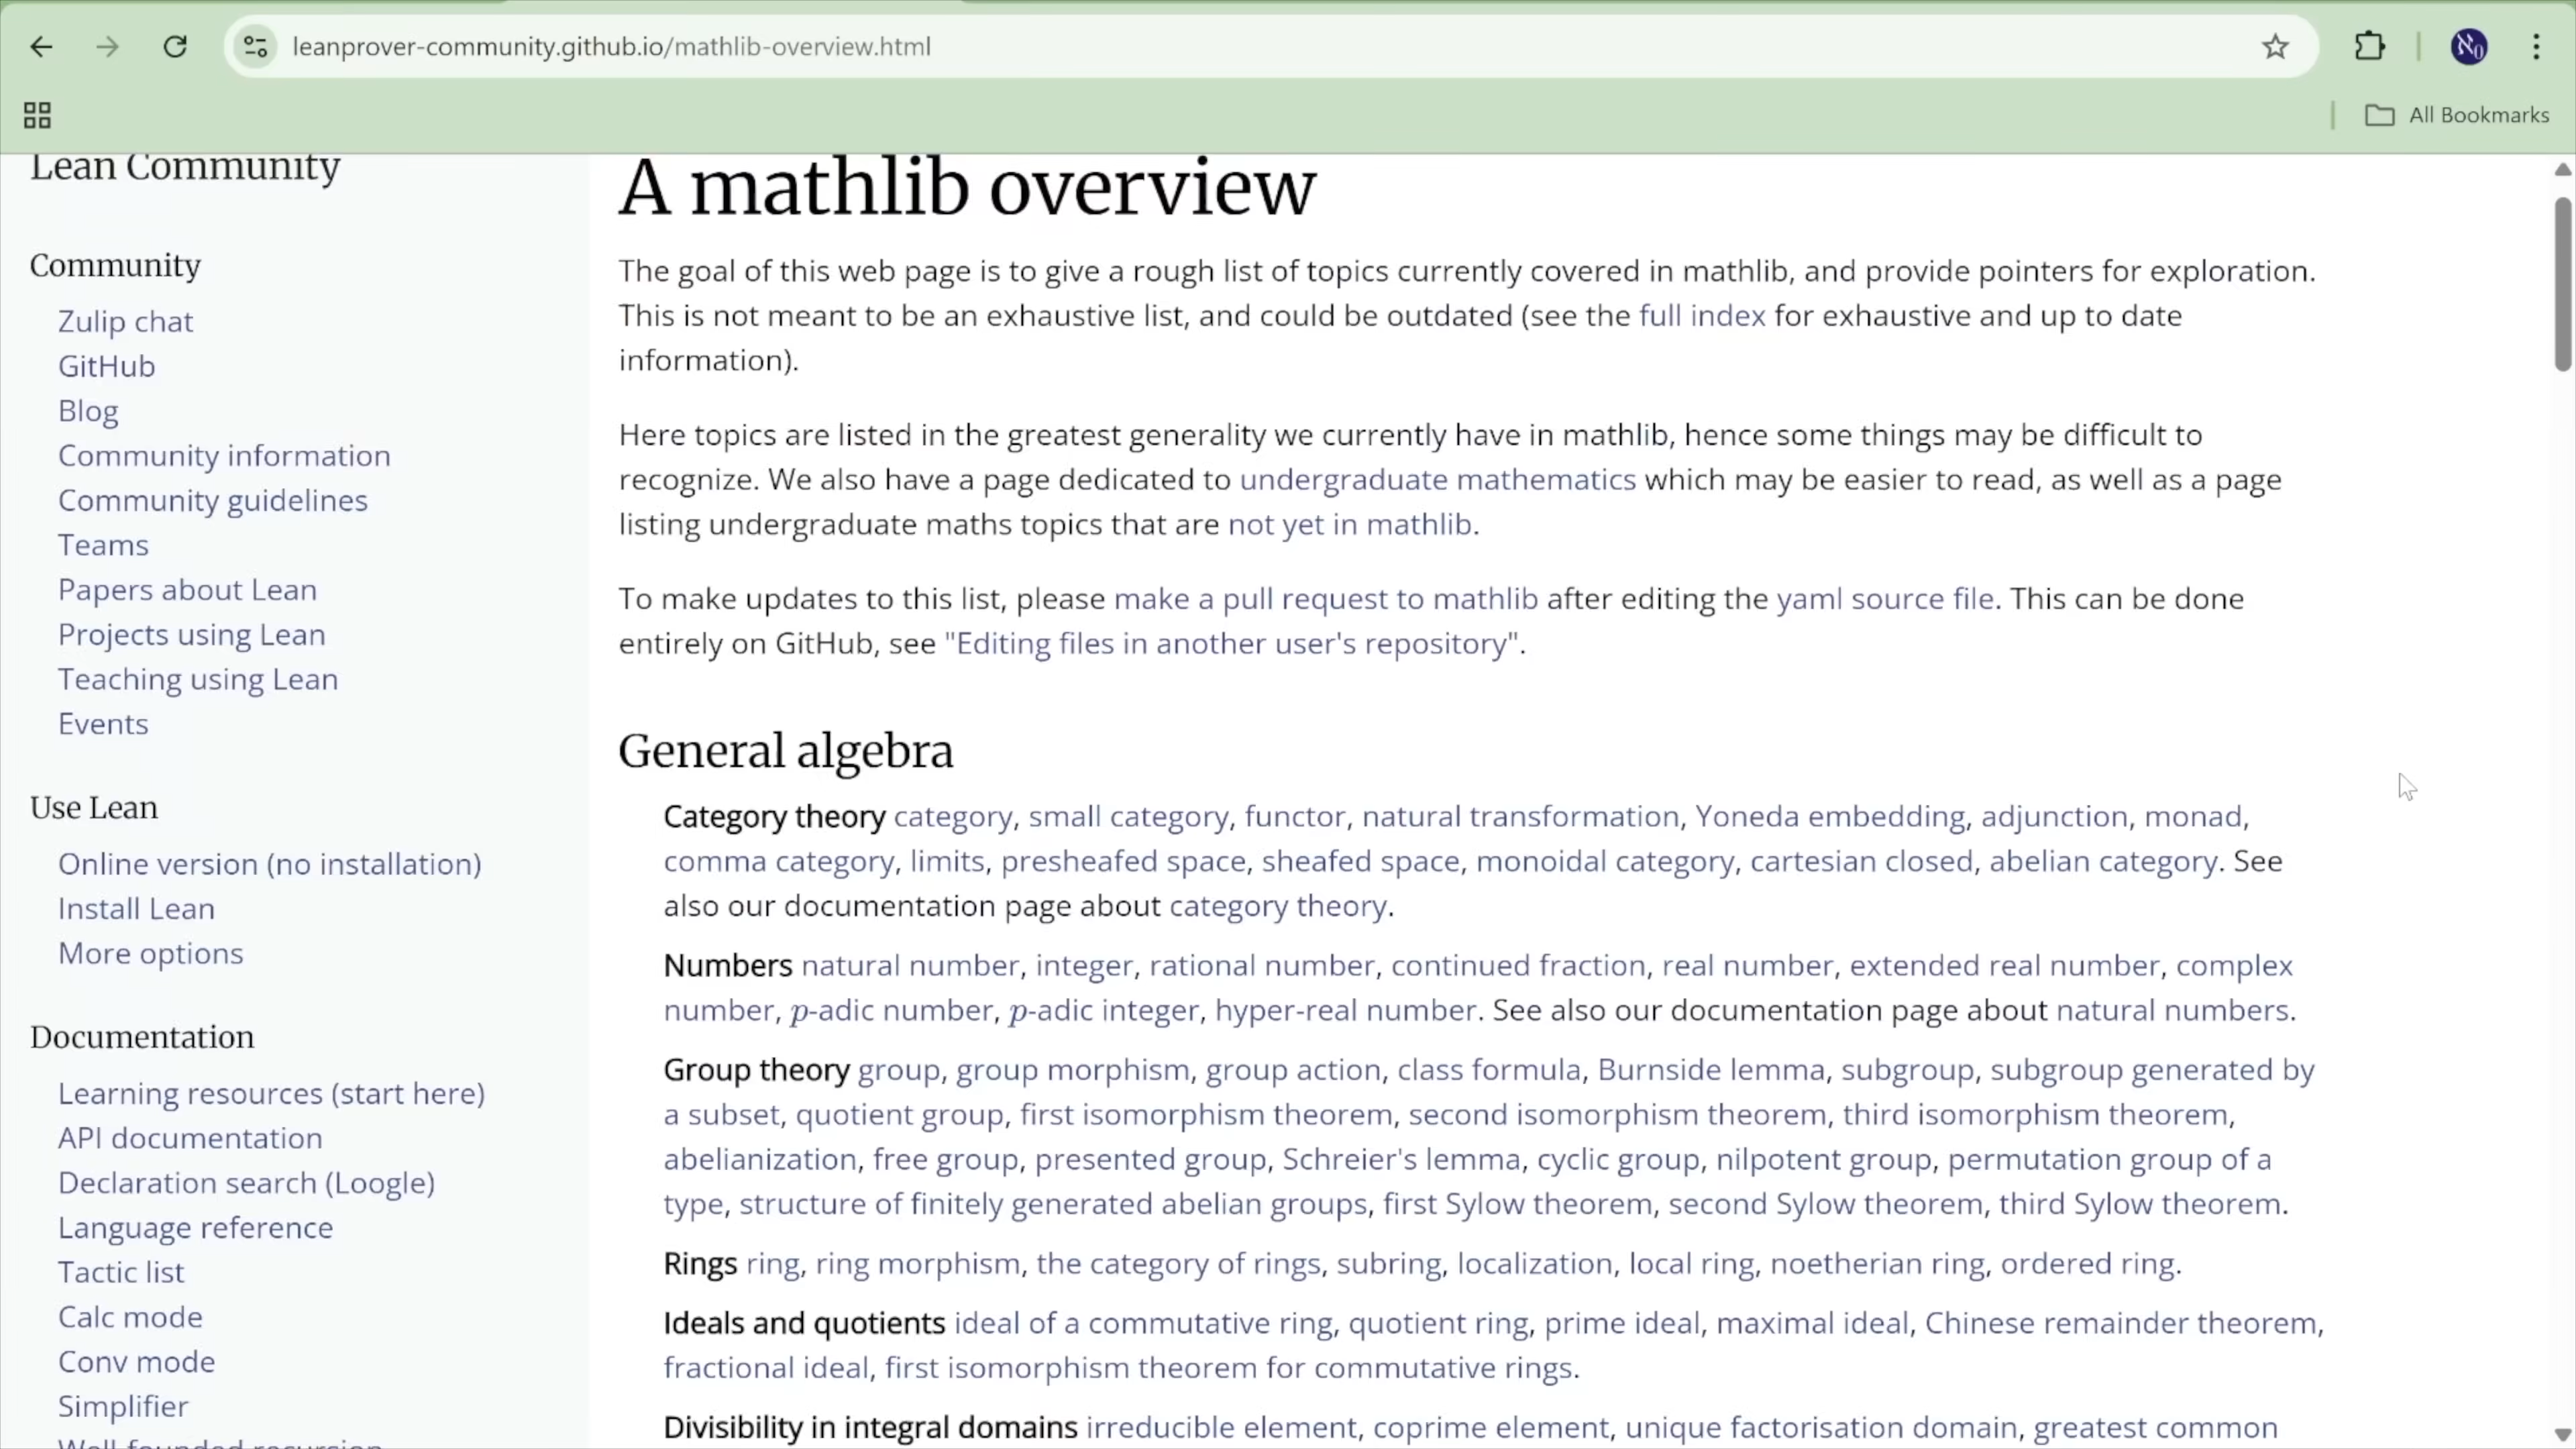 leanprover-community.github.io/mathlib-overview.html
ℵ0
All Bookmarks
Lean Community
Community
Zulip chat
GitHub
Blog
Community information
Community guidelines
Teams
Papers about Lean
Projects using Lean
Teaching using Lean
Events
Use Lean
Online version (no installation)
Install Lean
More options
Documentation
Learning resources (start here)
API documentation
Declaration search (Loogle)
Language reference
Tactic list
Calc mode
Conv mode
Simplifier
Well-founded recursion
A mathlib overview
The goal of this web page is to give a rough list of topics currently covered in mathlib, and provide pointers for exploration.
This is not meant to be an exhaustive list, and could be outdated (see the full index for exhaustive and up to date
information).
Here topics are listed in the greatest generality we currently have in mathlib, hence some things may be difficult to
recognize. We also have a page dedicated to undergraduate mathematics which may be easier to read, as well as a page
listing undergraduate maths topics that are not yet in mathlib.
To make updates to this list, please make a pull request to mathlib after editing the yaml source file. This can be done
entirely on GitHub, see "Editing files in another user's repository".
General algebra
Category theory category, small category, functor, natural transformation, Yoneda embedding, adjunction, monad,
comma category, limits, presheafed space, sheafed space, monoidal category, cartesian closed, abelian category. See
also our documentation page about category theory.
Numbers natural number, integer, rational number, continued fraction, real number, extended real number, complex
number, p-adic number, p-adic integer, hyper-real number. See also our documentation page about natural numbers.
Group theory group, group morphism, group action, class formula, Burnside lemma, subgroup, subgroup generated by
a subset, quotient group, first isomorphism theorem, second isomorphism theorem, third isomorphism theorem,
abelianization, free group, presented group, Schreier's lemma, cyclic group, nilpotent group, permutation group of a
type, structure of finitely generated abelian groups, first Sylow theorem, second Sylow theorem, third Sylow theorem.
Rings ring, ring morphism, the category of rings, subring, localization, local ring, noetherian ring, ordered ring.
Ideals and quotients ideal of a commutative ring, quotient ring, prime ideal, maximal ideal, Chinese remainder theorem,
fractional ideal, first isomorphism theorem for commutative rings.
Divisibility in integral domains irreducible element, coprime element, unique factorisation domain, greatest common